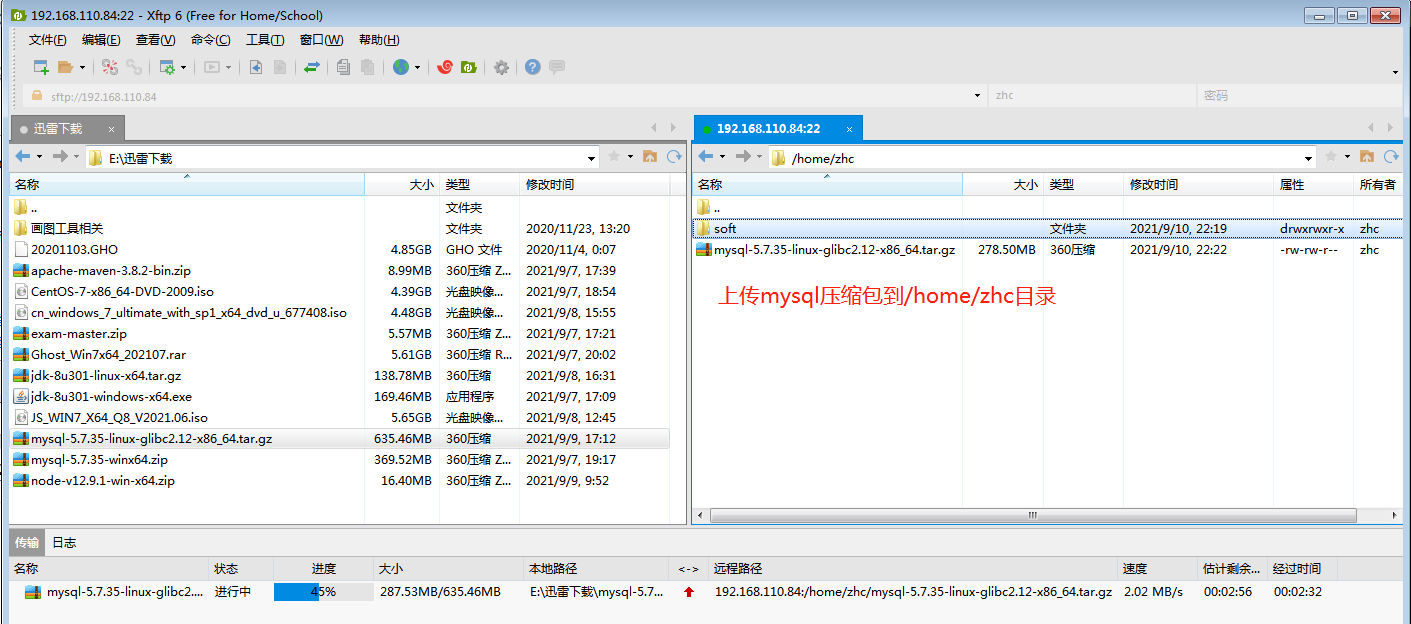 192.168.110.84:22 - Xftp 6 (Free for Home/School)
文件(F) 编辑(E) 查看(V) 命令(C) 工具(T) 窗口(W) 帮助(H)
sftp://192.168.110.84 zhc 密码
迅雷下载 ×
E:\迅雷下载
名称 大小 类型 修改时间
.. 文件夹
画图工具相关 文件夹 2020/11/23, 13:20
20201103.GHO 4.85GB GHO 文件 2020/11/4, 0:07
apache-maven-3.8.2-bin.zip 8.99MB 360压缩 Z... 2021/9/7, 17:39
CentOS-7-x86_64-DVD-2009.iso 4.39GB 光盘映像... 2021/9/7, 18:54
cn_windows_7_ultimate_with_sp1_x64_dvd_u_677408.iso 4.48GB 光盘映像... 2021/9/8, 15:55
exam-master.zip 5.57MB 360压缩 Z... 2021/9/7, 17:21
Ghost_Win7x64_202107.rar 5.61GB 360压缩 R... 2021/9/7, 20:02
jdk-8u301-linux-x64.tar.gz 138.78MB 360压缩 2021/9/8, 16:31
jdk-8u301-windows-x64.exe 169.46MB 应用程序 2021/9/7, 17:09
JS_WIN7_X64_Q8_V2021.06.iso 5.65GB 光盘映像... 2021/9/8, 12:45
mysql-5.7.35-linux-glibc2.12-x86_64.tar.gz 635.46MB 360压缩 2021/9/9, 17:12
mysql-5.7.35-winx64.zip 369.52MB 360压缩 Z... 2021/9/7, 19:17
node-v12.9.1-win-x64.zip 16.40MB 360压缩 Z... 2021/9/9, 9:52
192.168.110.84:22 ×
/home/zhc
名称 大小 类型 修改时间 属性 所有者
..
soft 文件夹 2021/9/10, 22:19 drwxrwxr-x zhc
mysql-5.7.35-linux-glibc2.12-x86_64.tar.gz 278.50MB 360压缩 2021/9/10, 22:22 -rw-rw-r-- zhc
上传mysql压缩包到/home/zhc目录
传输 日志
名称 状态 进度 大小 本地路径 <-> 远程路径 速度 估计剩余... 经过时间
mysql-5.7.35-linux-glibc2.... 进行中 45% 287.53MB/635.46MB E:\迅雷下载\mysql-5.7... 192.168.110.84:/home/zhc/mysql-5.7.35-linux-glibc2.12-x86_64.tar.gz 2.02 MB/s 00:02:56 00:02:32